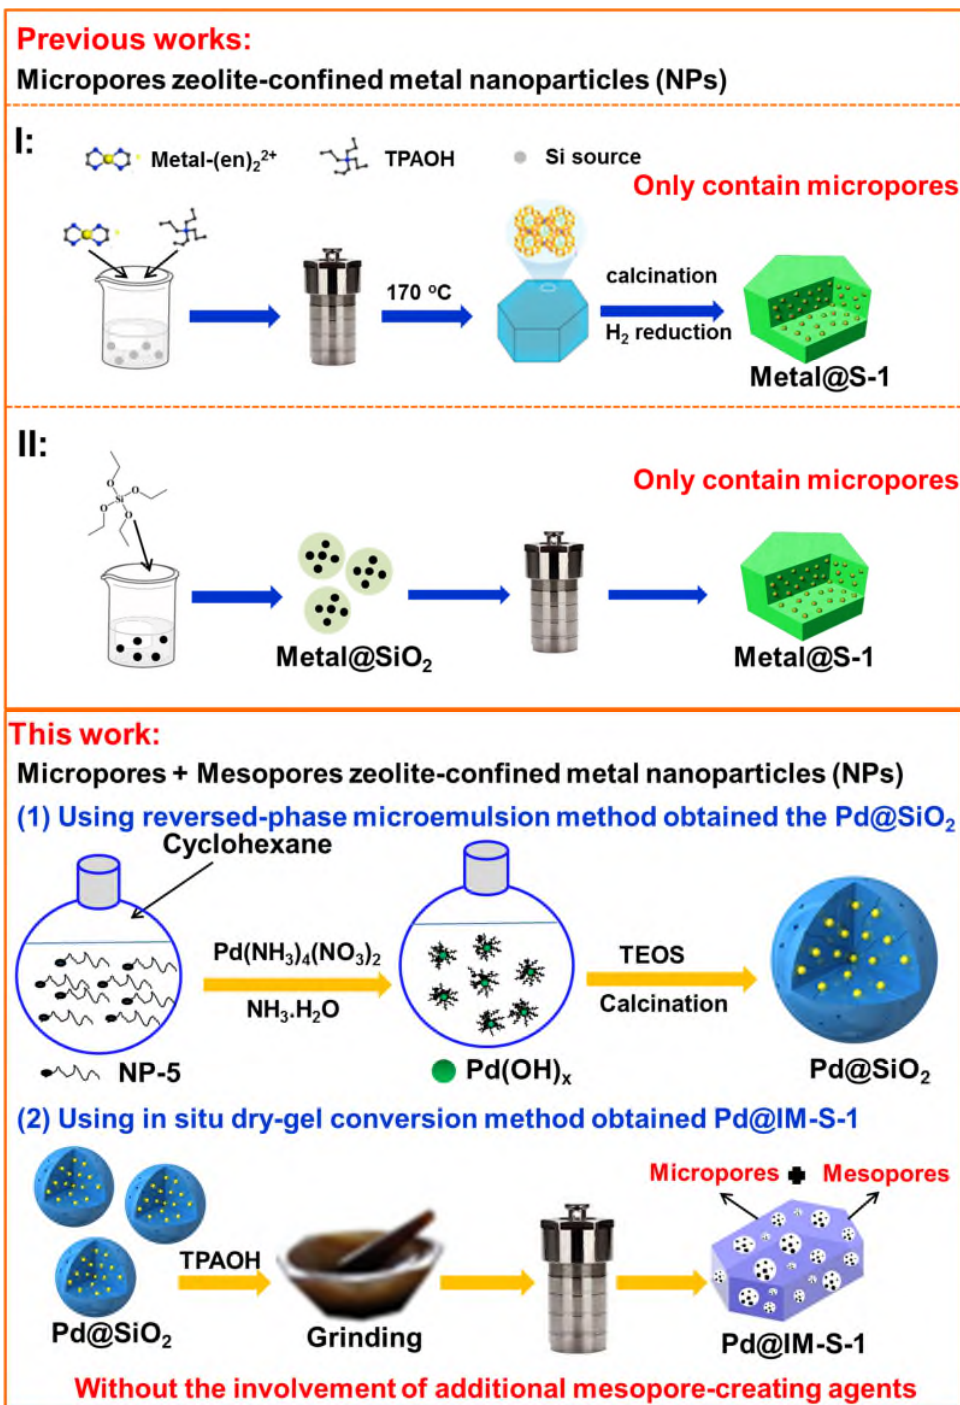 Previous works:
Micropores zeolite-confined metal nanoparticles (NPs)
I:
Metal-(en)₂²⁺ TPAOH Si source
Only contain micropores
170 °C
calcination
H₂ reduction
Metal@S-1
II:
Only contain micropores
O
Si
O O
O
Metal@SiO₂
Metal@S-1
This work:
Micropores + Mesopores zeolite-confined metal nanoparticles (NPs)
(1) Using reversed-phase microemulsion method obtained the Pd@SiO₂
Cyclohexane
Pd(NH₃)₄(NO₃)₂
NH₃.H₂O
TEOS
Calcination
NP-5
Pd(OH)ₓ
Pd@SiO₂
(2) Using in situ dry-gel conversion method obtained Pd@IM-S-1
Micropores + Mesopores
TPAOH
Pd@SiO₂
Grinding
Pd@IM-S-1
Without the involvement of additional mesopore-creating agents